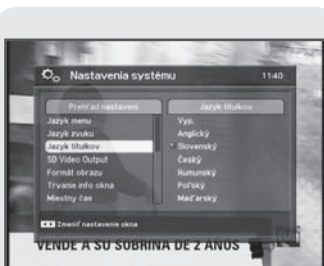 Nastavenia systému 11:40
Prehľad nastavení
Jazyk titulkov
Jazyk menu
Jazyk zvuku
Jazyk titulkov
SD Video Output
Formát obrazu
Trvanie info okna
Miestny čas
Vyp.
Anglický
Slovenský
Český
Rumunský
Poľský
Maďarský
Zmeniť nastavenie okna
VENDE A SU SOBRINA DE 2 AÑOS